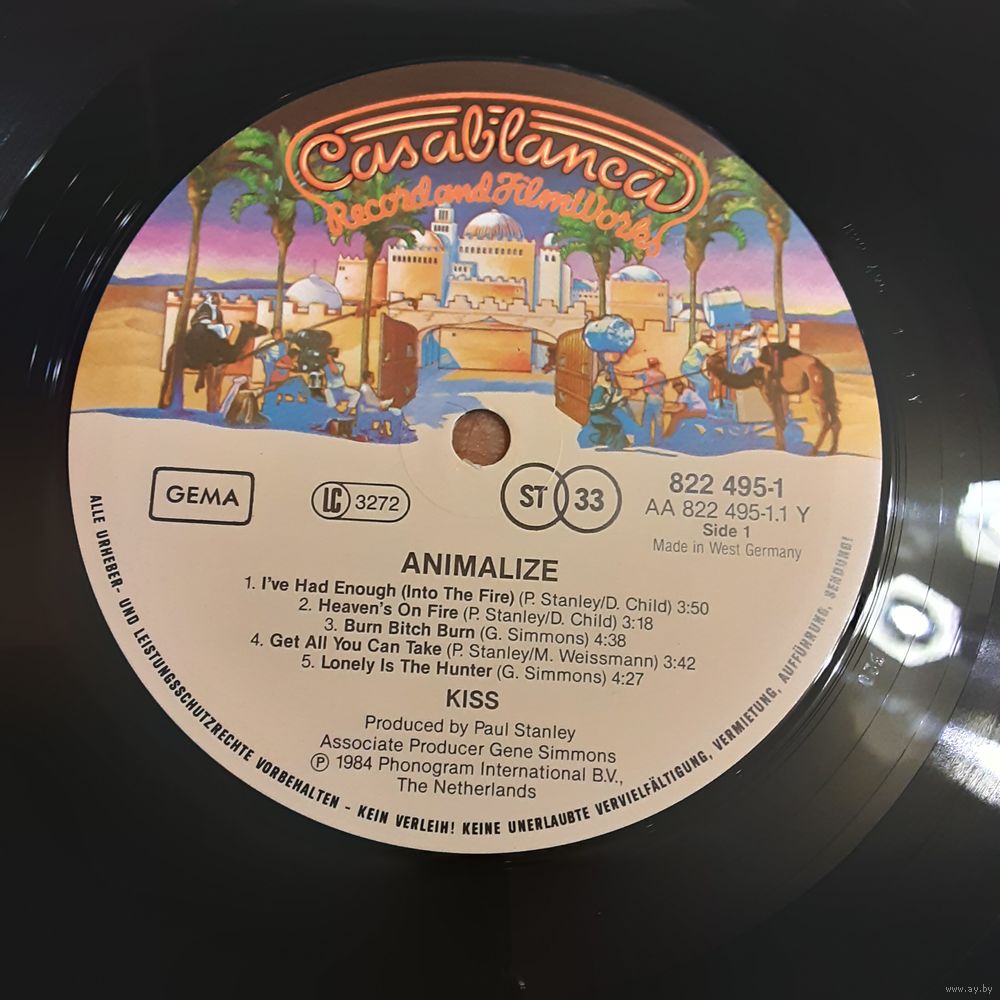 Casablanca
Record and FilmWorks
GEMA
LC 3272
ST 33
822 495-1
AA 822 495-1.1 Y
Side 1
Made in West Germany
ANIMALIZE
1. I've Had Enough (Into The Fire) (P. Stanley/D. Child) 3:50
2. Heaven's On Fire (P. Stanley/D. Child) 3:18
3. Burn Bitch Burn (G. Simmons) 4:38
4. Get All You Can Take (P. Stanley/M. Weissmann) 3:42
5. Lonely Is The Hunter (G. Simmons) 4:27
KISS
Produced by Paul Stanley
Associate Producer Gene Simmons
Ⓟ 1984 Phonogram International B.V.,
The Netherlands
ALLE URHEBER- UND LEISTUNGSSCHUTZRECHTE VORBEHALTEN - KEIN VERLEIH! KEINE UNERLAUBTE VERVIELFÄLTIGUNG, VERMIETUNG, AUFFÜHRUNG, SENDUNG!
www.ay.by